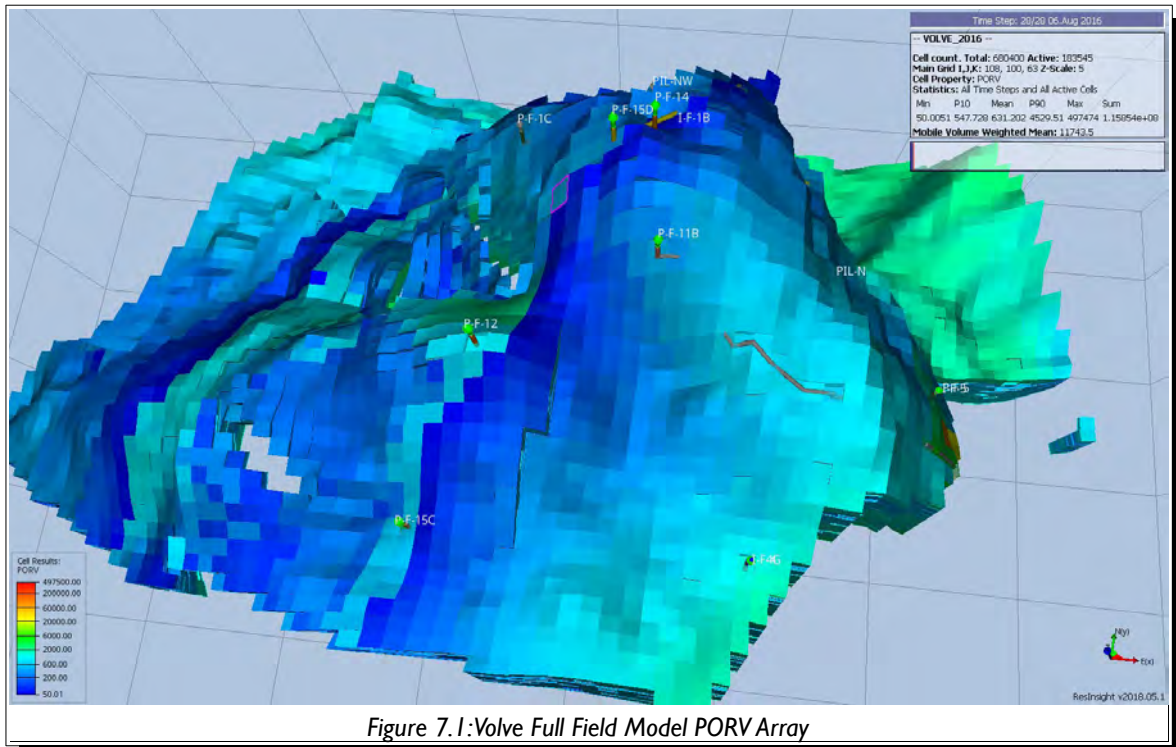 Time Step: 28/28 06.Aug 2016
-- VOLVE_2016 --
Cell count. Total: 680400 Active: 183545
Main Grid I,J,K: 108, 100, 63 Z-Scale: 5
Cell Property: PORV
Statistics: All Time Steps and All Active Cells
Min P10 Mean P90 Max Sum
50.0051 547.728 631.202 4529.51 497474 1.15854e+08
Mobile Volume Weighted Mean: 11743.5
PIL-NW
P-F-14
P-F-15D
I-F-1B
P-F-1C
P-F-11B
PIL-N
P-F-12
P-F-15C
Cell Results:
PORV
497500.00
200000.00
60000.00
20000.00
6000.00
2000.00
600.00
200.00
50.01
N(y)
E(x)
ResInsight v2018.05.1
Figure 7.1:Volve Full Field Model PORV Array